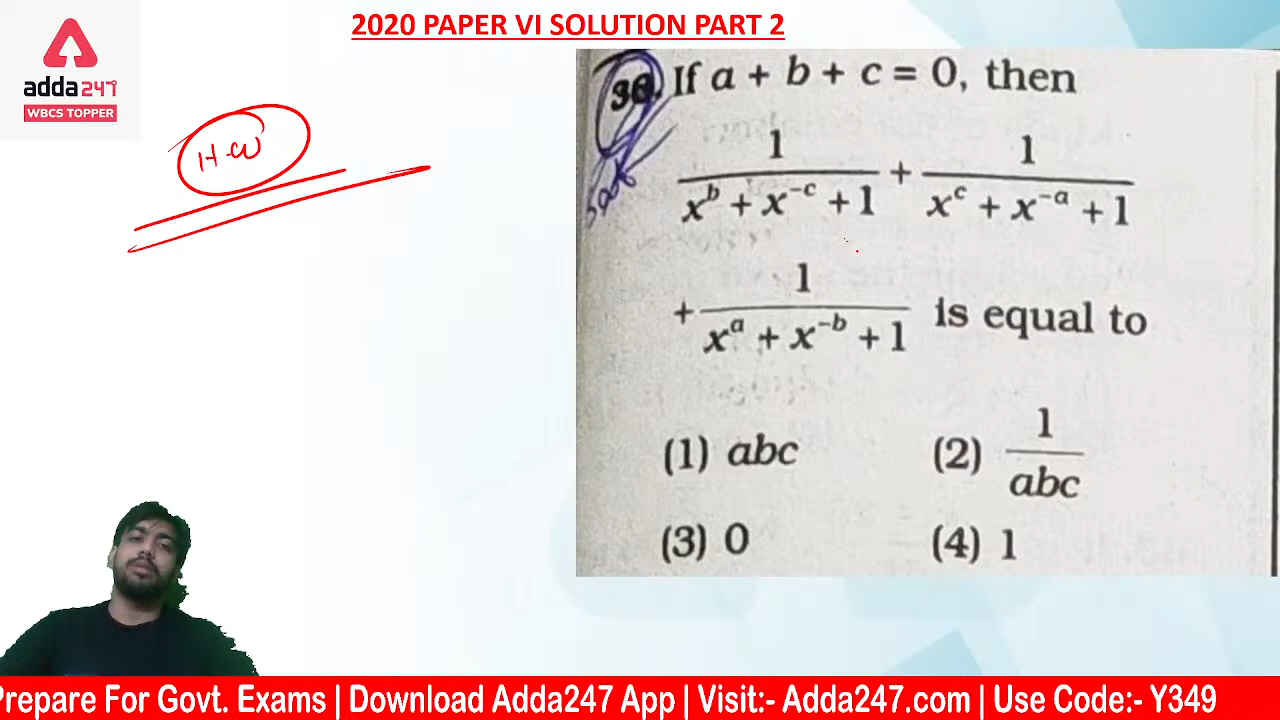 2020 PAPER VI SOLUTION PART 2
adda247
WBCS TOPPER
H.W
36. If a + b + c = 0, then
1/(x^b + x^-c + 1) + 1/(x^c + x^-a + 1)
+ 1/(x^a + x^-b + 1) is equal to
(1) abc (2) 1/abc
(3) 0 (4) 1
Prepare For Govt. Exams | Download Adda247 App | Visit:- Adda247.com | Use Code:- Y349